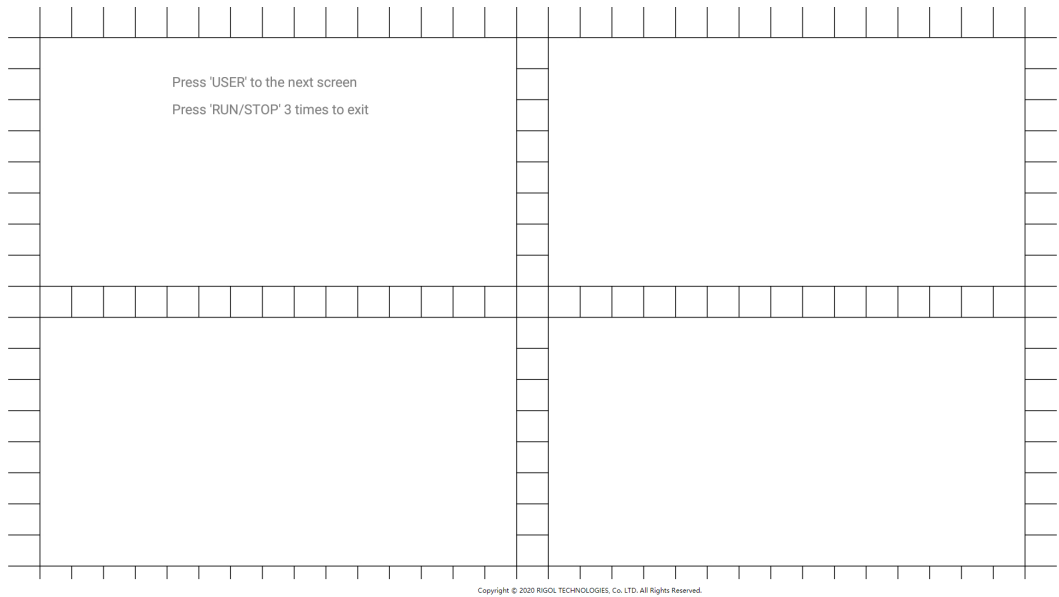 Press 'USER' to the next screen
Press 'RUN/STOP' 3 times to exit
Copyright © 2020 RIGOL TECHNOLOGIES, Co. LTD. All Rights Reserved.